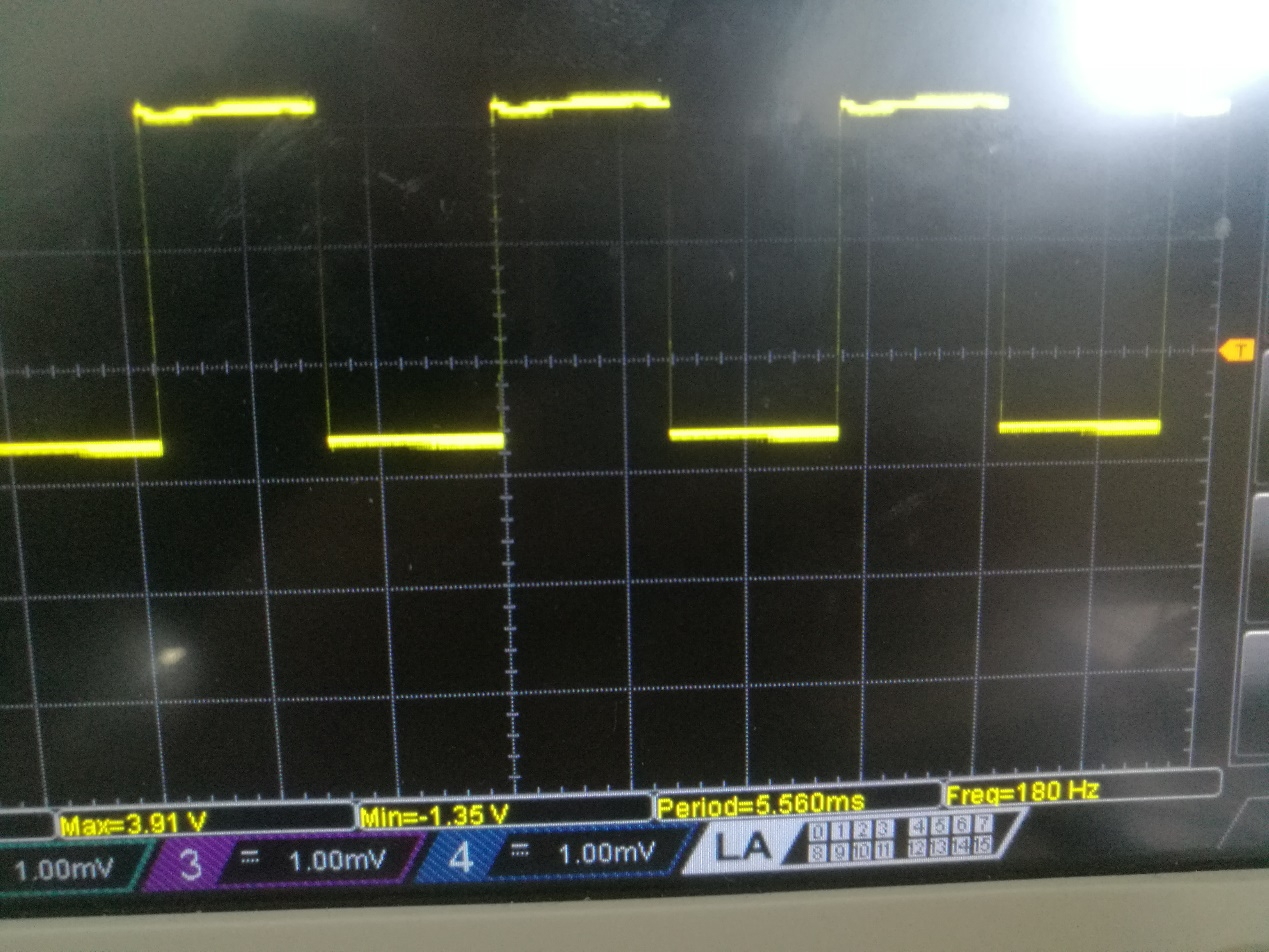 T
Max=3.91 V Min=-1.35 V Period=5.560ms Freq=180 Hz
1.00mV 3 1.00mV 4 1.00mV LA 0 1 2 3 4 5 6 7
8 9 10 11 12 13 14 15